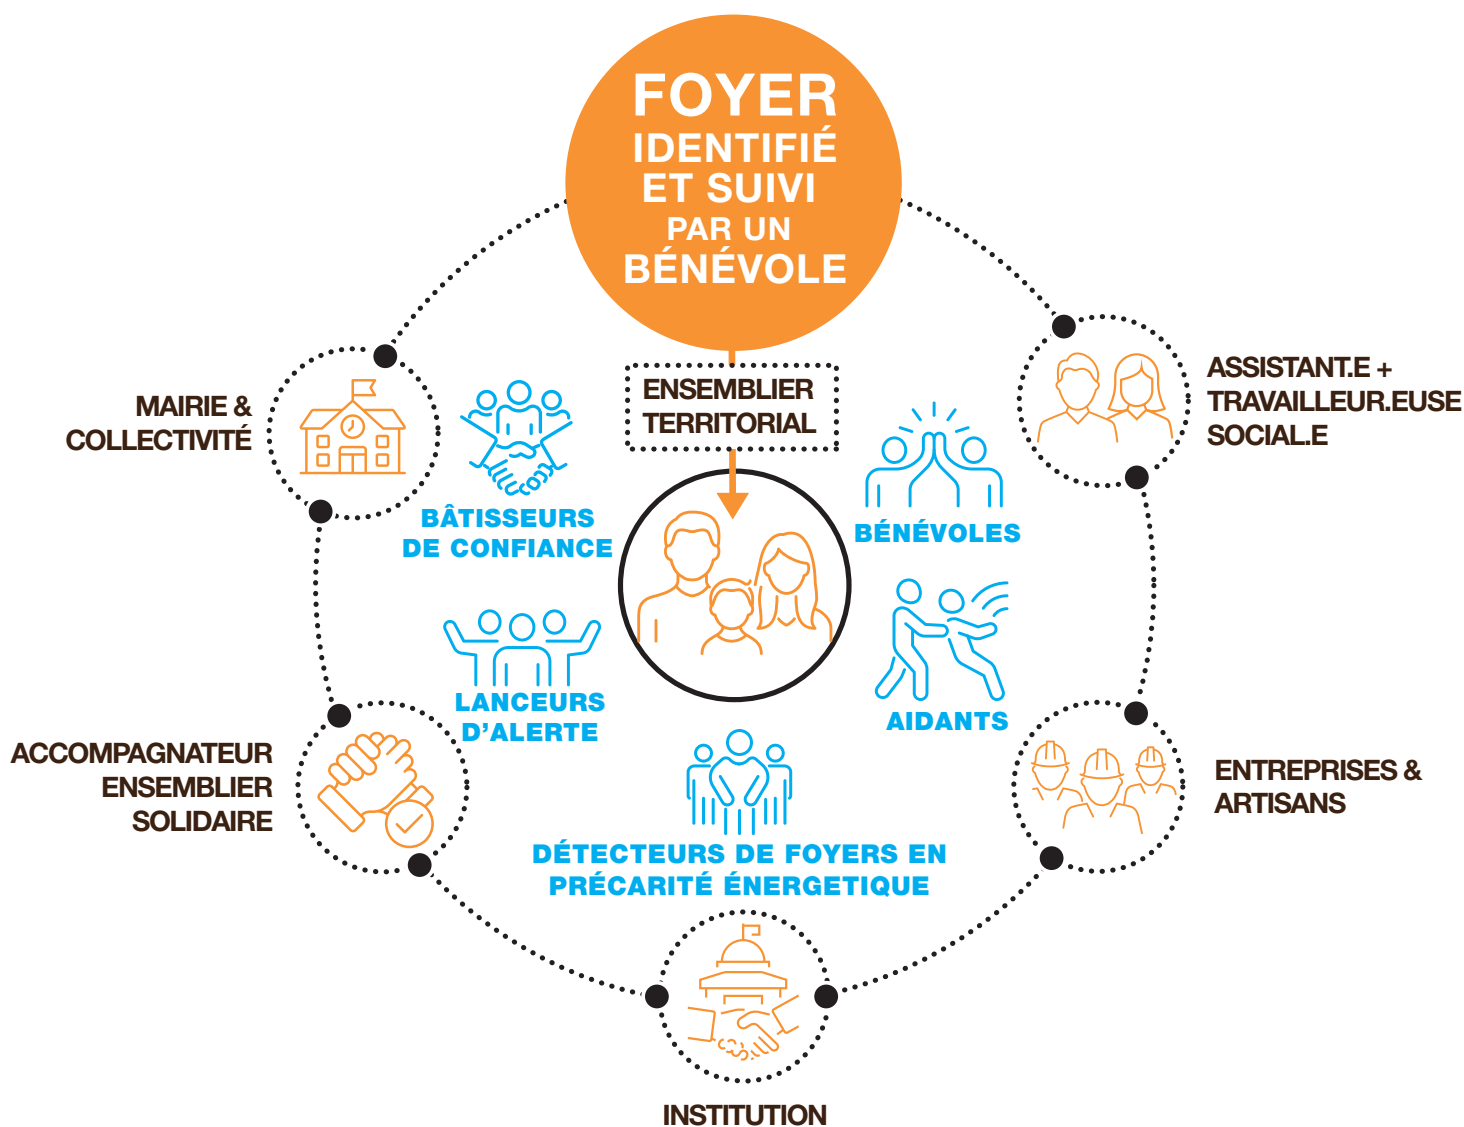 FOYER
IDENTIFIÉ
ET SUIVI
PAR UN
BÉNÉVOLE
ENSEMBLIER
TERRITORIAL
MAIRIE &
COLLECTIVITÉ
ASSISTANT.E +
TRAVAILLEUR.EUSE
SOCIAL.E
BÂTISSEURS
DE CONFIANCE
BÉNÉVOLES
LANCEURS
D’ALERTE
AIDANTS
ACCOMPAGNATEUR
ENSEMBLIER
SOLIDAIRE
ENTREPRISES &
ARTISANS
DÉTECTEURS DE FOYERS EN
PRÉCARITÉ ÉNERGETIQUE
INSTITUTION